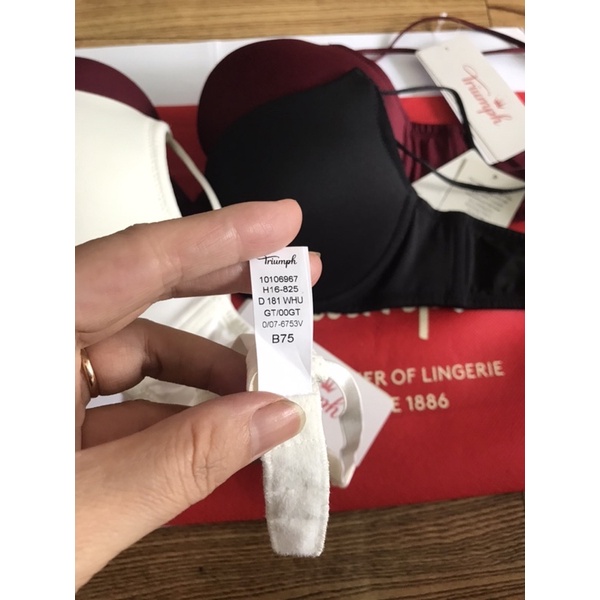 Triumph
Triumph
10106967
H16-825
D 181 WHU
GT/00GT
0/07-6753V
B75
ER OF LINGERIE
E 1886